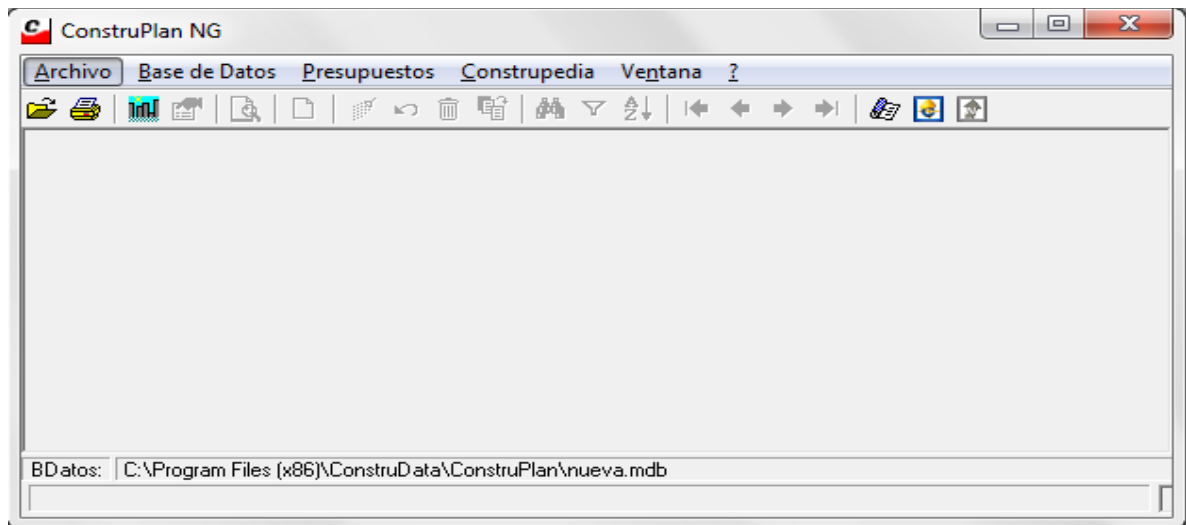 ConstruPlan NG
Archivo Base de Datos Presupuestos Construpedia Ventana ?
BDatos: C:\Program Files (x86)\ConstruData\ConstruPlan\nueva.mdb